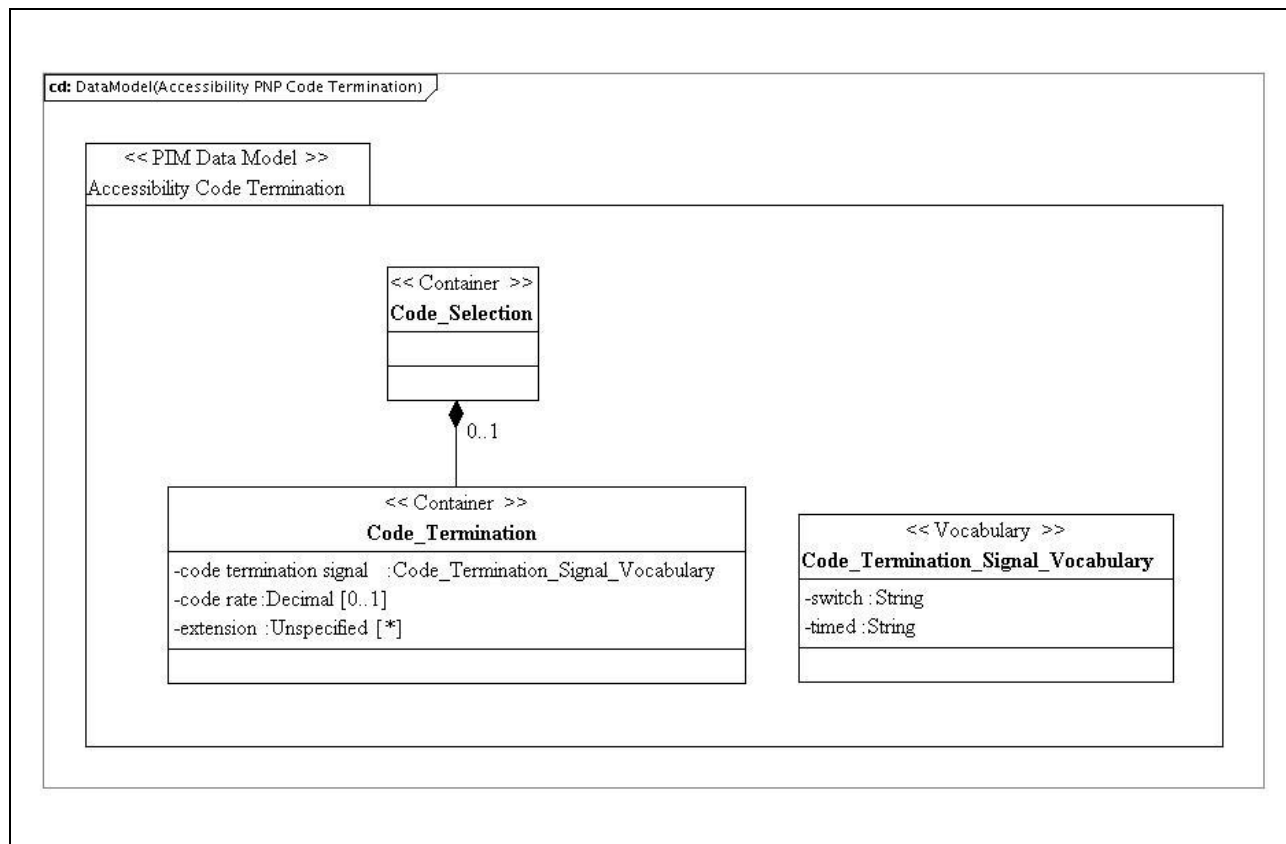 cd: DataModel(Accessibility PNP Code Termination)
<< PIM Data Model >>
Accessibility Code Termination
<< Container >>
Code_Selection
0..1
<< Container >>
Code_Termination
-code termination signal :Code_Termination_Signal_Vocabulary
-code rate :Decimal [0..1]
-extension :Unspecified [*]
<< Vocabulary >>
Code_Termination_Signal_Vocabulary
-switch :String
-timed :String